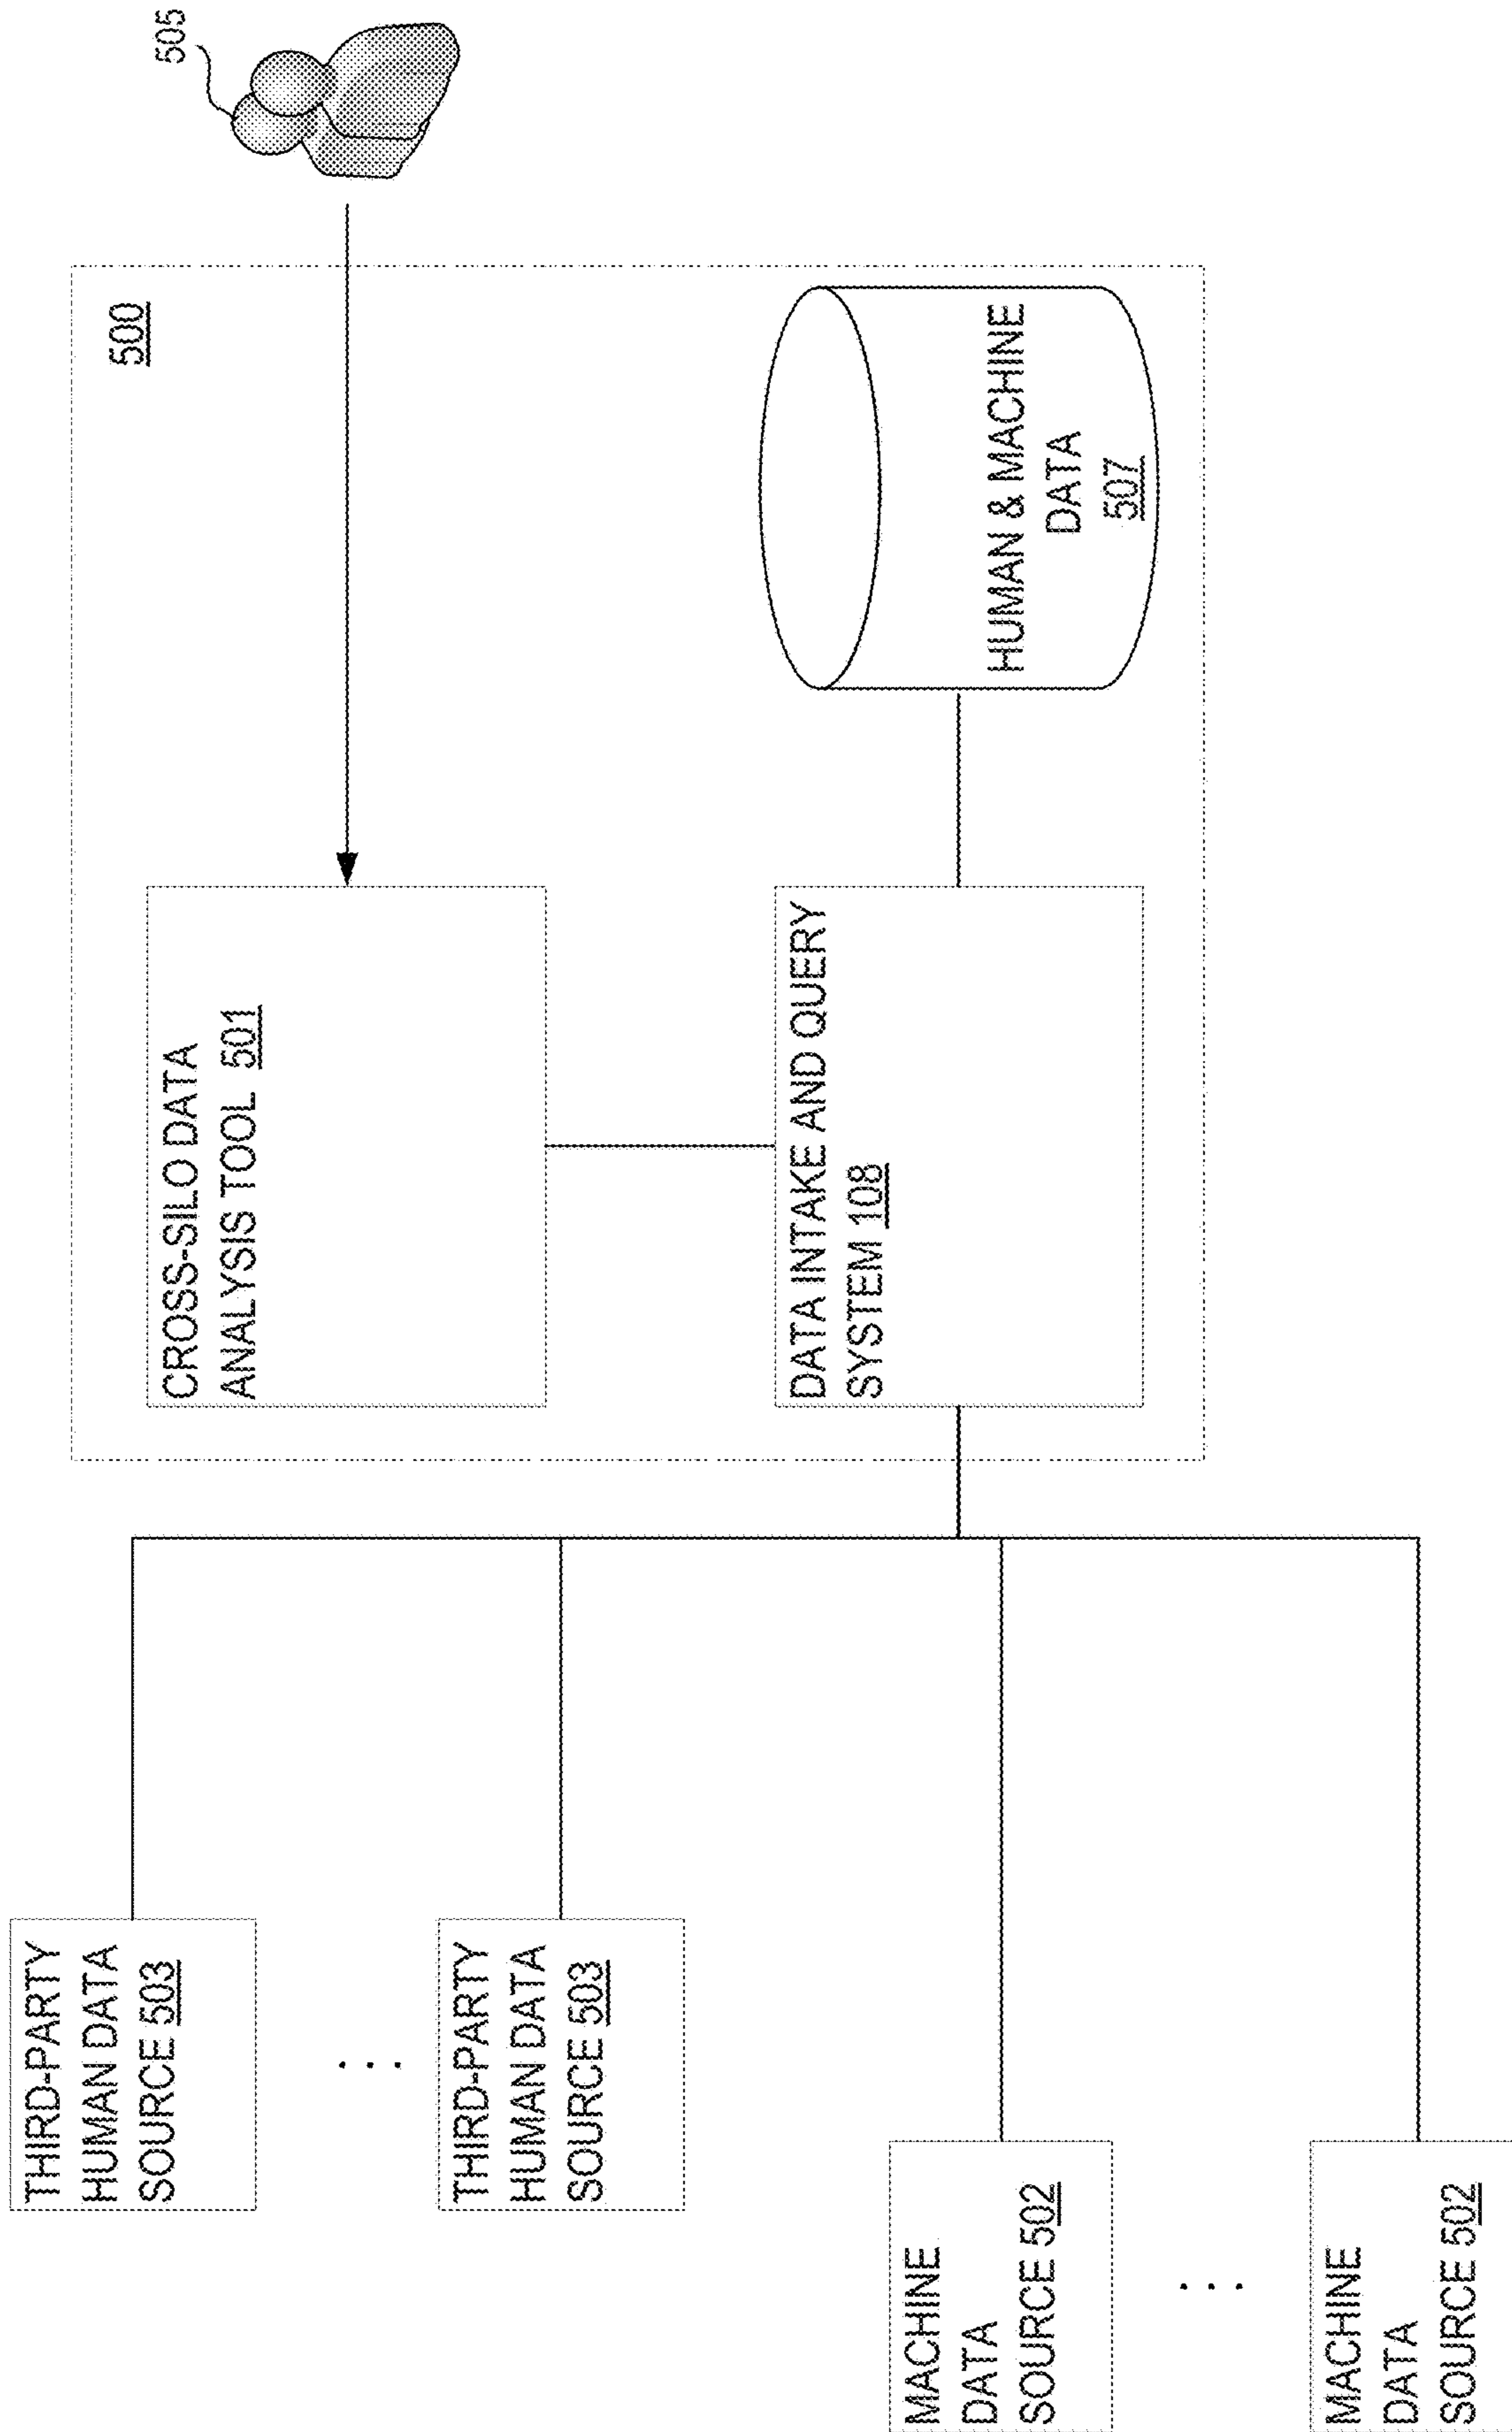 THIRD-PARTY
HUMAN DATA
SOURCE 503
. . .
THIRD-PARTY
HUMAN DATA
SOURCE 503
MACHINE
DATA
SOURCE 502
. . .
MACHINE
DATA
SOURCE 502
500
CROSS-SILO DATA
ANALYSIS TOOL 501
DATA INTAKE AND QUERY
SYSTEM 108
HUMAN & MACHINE
DATA
507
505